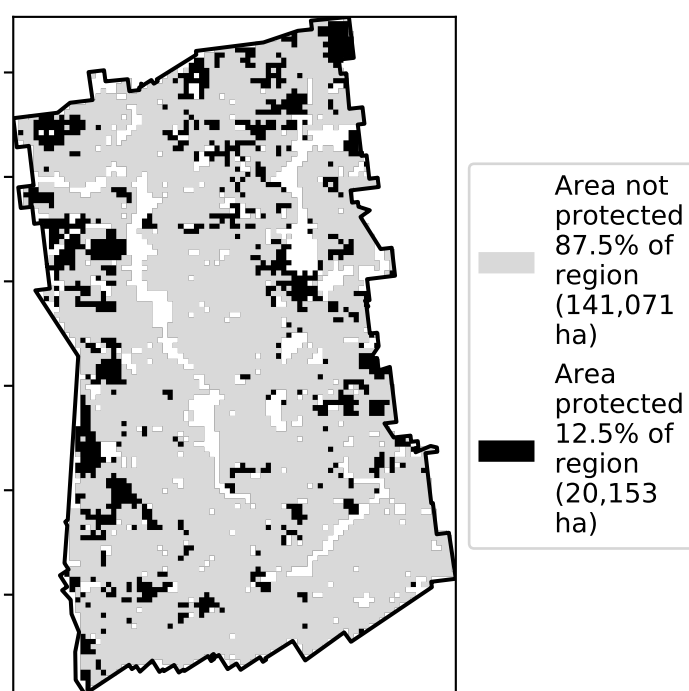 Area not
protected
87.5% of
region
(141,071
ha)
Area
protected
12.5% of
region
(20,153
ha)